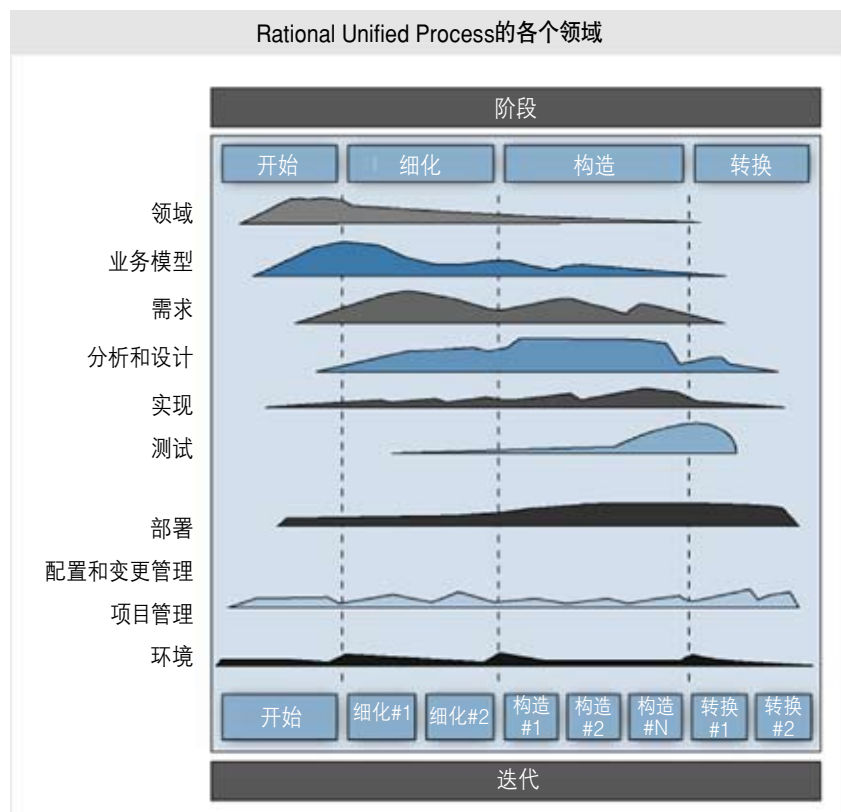 Rational Unified Process的各个领域
阶段
开始 细化 构造 转换
领域
业务模型
需求
分析和设计
实现
测试
部署
配置和变更管理
项目管理
环境
开始 细化#1 细化#2 构造#1 构造#2 构造#N 转换#1 转换#2
迭代